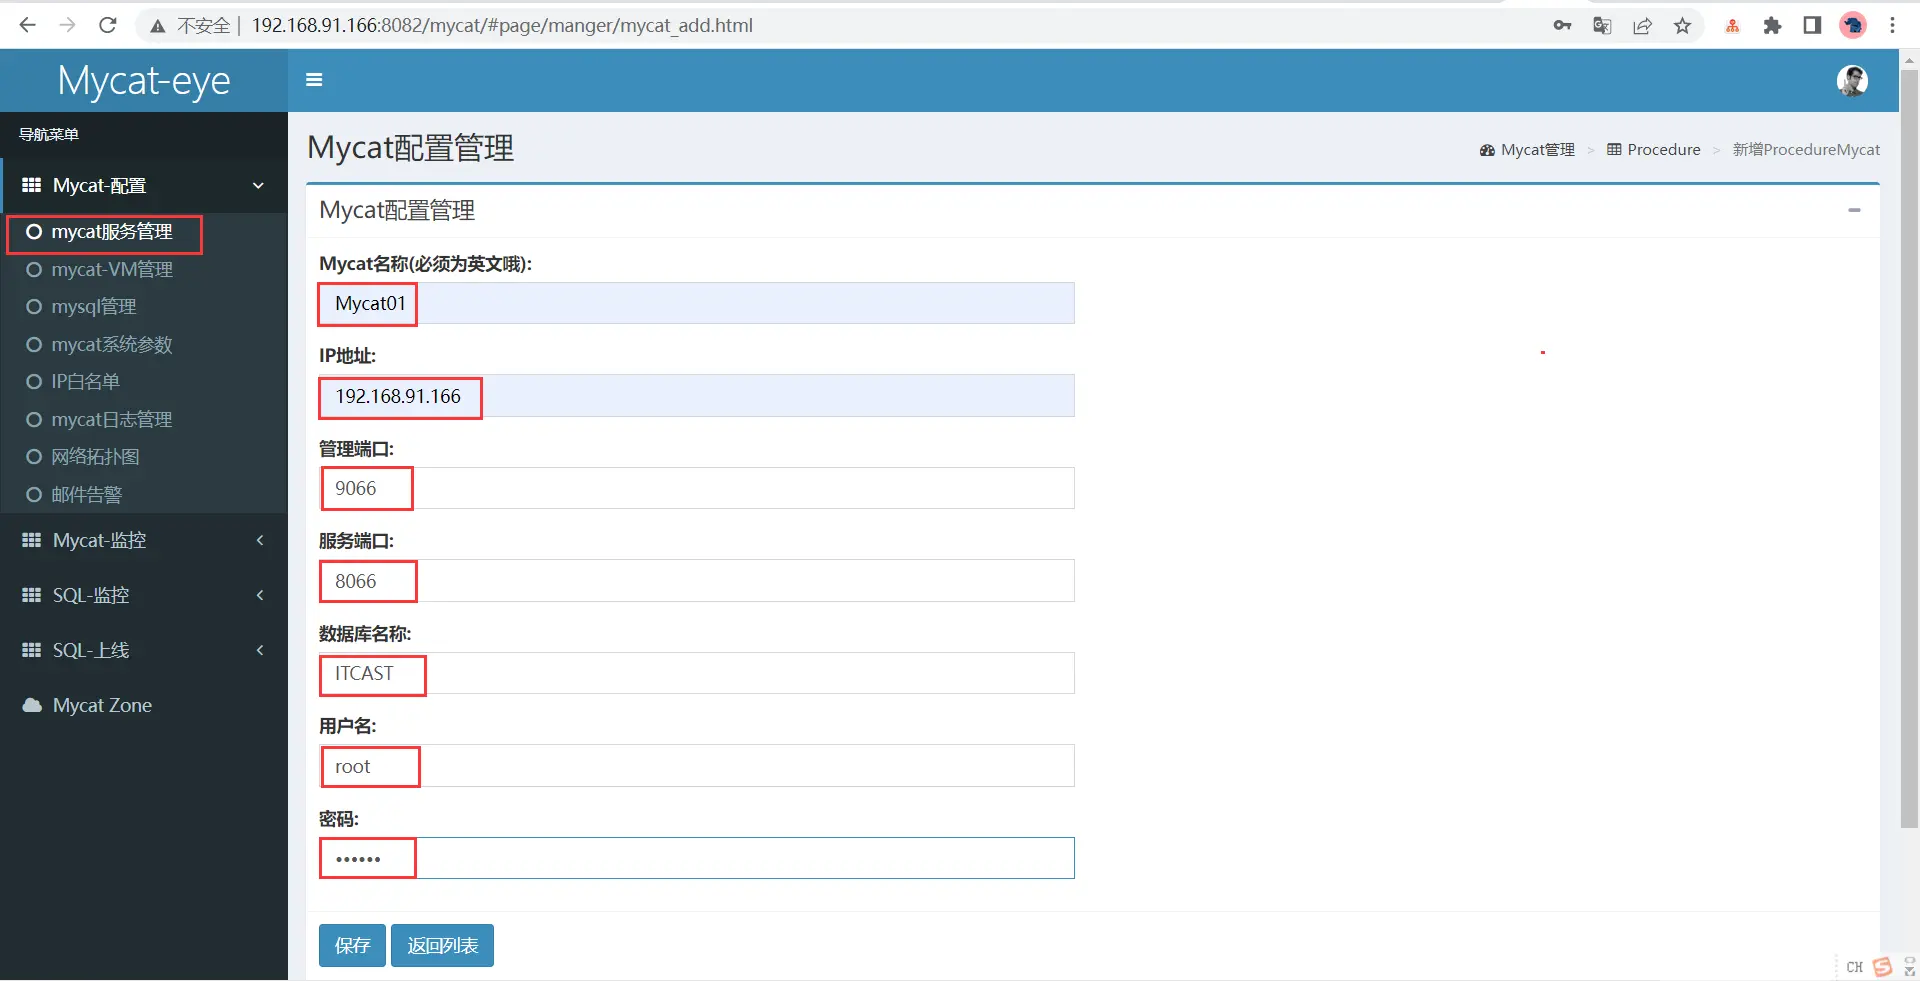 不安全 | 192.168.91.166:8082/mycat/#page/manger/mycat_add.html
Mycat-eye
导航菜单
Mycat-配置
mycat服务管理
mycat-VM管理
mysql管理
mycat系统参数
IP白名单
mycat日志管理
网络拓扑图
邮件告警
Mycat-监控
SQL-监控
SQL-上线
Mycat Zone
Mycat配置管理
Mycat管理 > Procedure > 新增ProcedureMycat
Mycat配置管理
Mycat名称(必须为英文哦):
Mycat01
IP地址:
192.168.91.166
管理端口:
9066
服务端口:
8066
数据库名称:
ITCAST
用户名:
root
密码:
••••••
保存 返回列表
CH